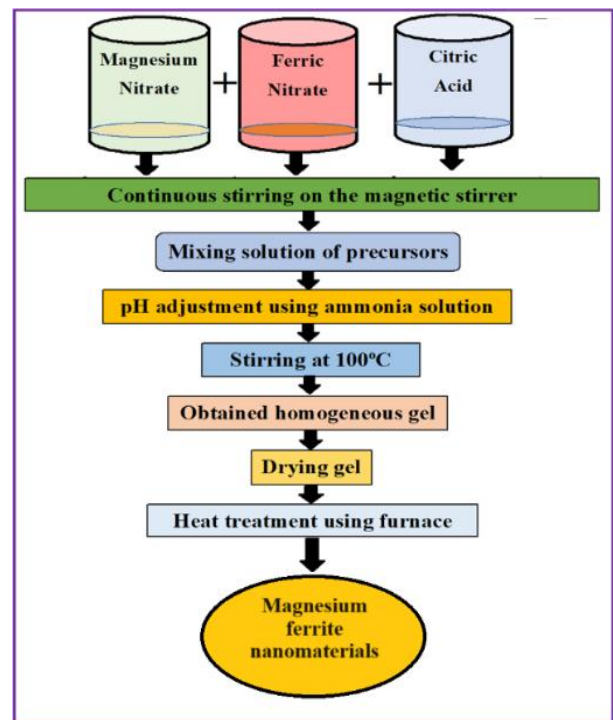 Magnesium
Nitrate
+
Ferric
Nitrate
+
Citric
Acid
Continuous stirring on the magnetic stirrer
Mixing solution of precursors
pH adjustment using ammonia solution
Stirring at 100°C
Obtained homogeneous gel
Drying gel
Heat treatment using furnace
Magnesium
ferrite
nanomaterials